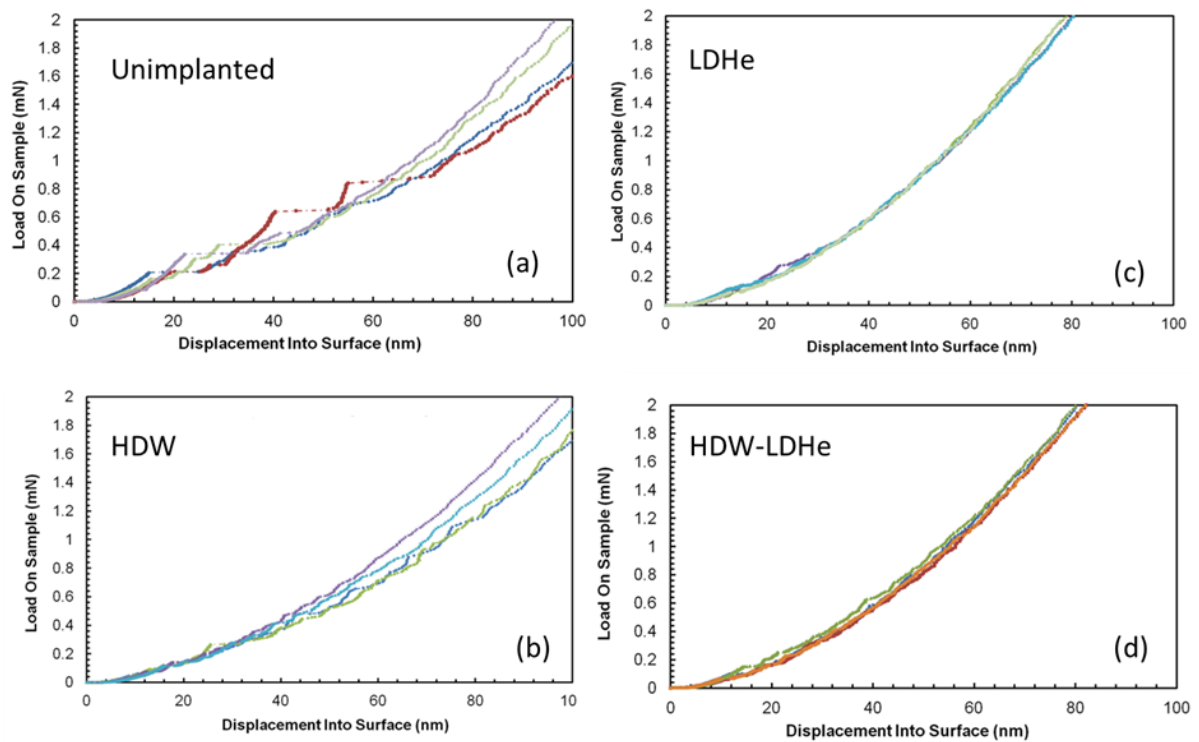 Unimplanted
Load On Sample (mN)
2
1.8
1.6
1.4
1.2
1
0.8
0.6
0.4
0.2
0
(a)
0 20 40 60 80 100
Displacement Into Surface (nm)
LDHe
Load On Sample (mN)
2
1.8
1.6
1.4
1.2
1
0.8
0.6
0.4
0.2
0
(c)
0 20 40 60 80 100
Displacement Into Surface (nm)
HDW
Load On Sample (mN)
2
1.8
1.6
1.4
1.2
1
0.8
0.6
0.4
0.2
0
(b)
0 20 40 60 80 10
Displacement Into Surface (nm)
HDW-LDHe
Load On Sample (mN)
2
1.8
1.6
1.4
1.2
1
0.8
0.6
0.4
0.2
0
(d)
0 20 40 60 80 100
Displacement Into Surface (nm)